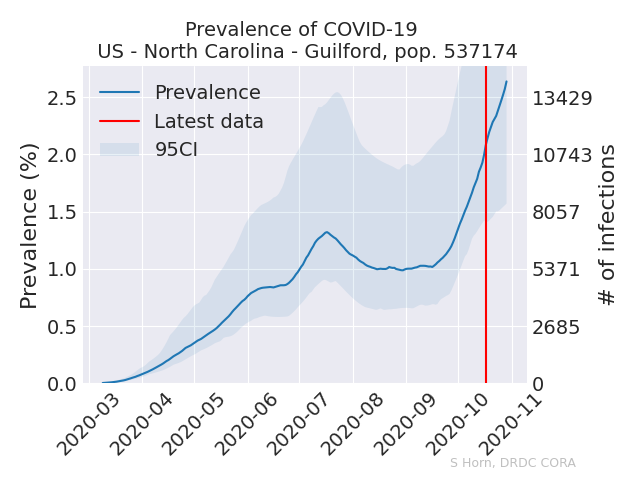 Prevalence of COVID-19
US - North Carolina - Guilford, pop. 537174
Prevalence
Latest data
95CI
Prevalence (%)
2.5
2.0
1.5
1.0
0.5
0.0
13429
10743
8057
5371
2685
0
# of infections
2020-03
2020-04
2020-05
2020-06
2020-07
2020-08
2020-09
2020-10
2020-11
S Horn, DRDC CORA